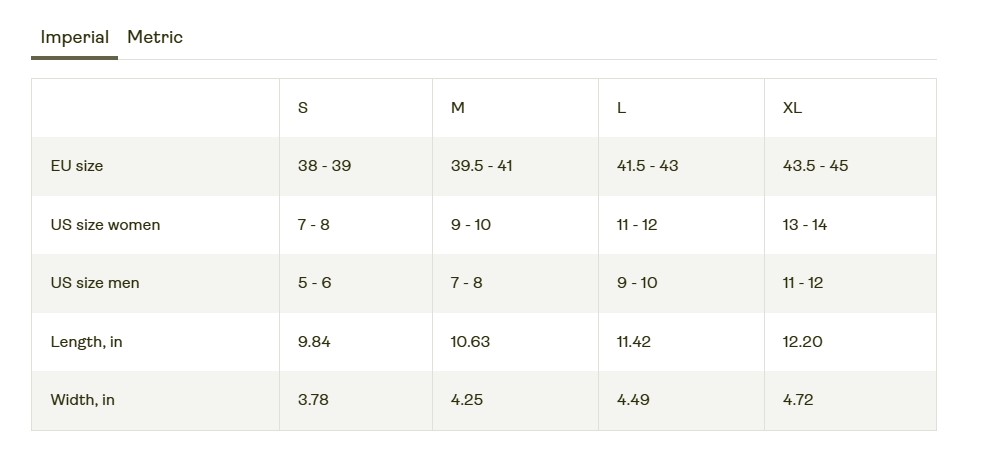 Imperial Metric
S M L XL
EU size 38 - 39 39.5 - 41 41.5 - 43 43.5 - 45
US size women 7 - 8 9 - 10 11 - 12 13 - 14
US size men 5 - 6 7 - 8 9 - 10 11 - 12
Length, in 9.84 10.63 11.42 12.20
Width, in 3.78 4.25 4.49 4.72